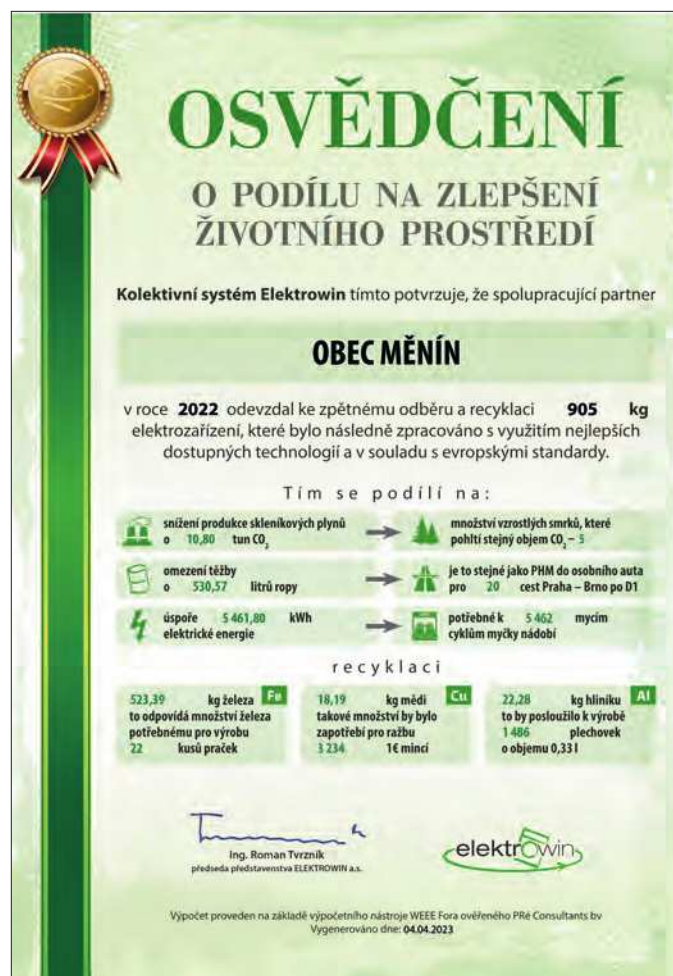 OSVĚDČENÍ
O PODÍLU NA ZLEPŠENÍ
ŽIVOTNÍHO PROSTŘEDÍ
Kolektivní systém Elektrowin tímto potvrzuje, že spolupracující partner
OBEC MĚNÍN
v roce 2022 odevzdal ke zpětnému odběru a recyklaci 905 kg
elektrozařízení, které bylo následně zpracováno s využitím nejlepších
dostupných technologií a v souladu s evropskými standardy.
Tím se podílí na:
snížení produkce skleníkových plynů
o 10,80 tun CO₂
množství vzrostlých smrků, které
pohltí stejný objem CO₂ – 5
omezení těžby
o 530,57 litrů ropy
je to stejné jako PHM do osobního auta
pro 20 cest Praha – Brno po D1
úspoře 5 461,80 kWh
elektrické energie
potřebné k 5 462 mycím
cyklům myčky nádobí
recyklaci
523,39 kg železa Fe
to odpovídá množství železa
potřebnému pro výrobu
22 kusů praček
18,19 kg mědi Cu
takové množství by bylo
zapotřebí pro ražbu
3 234 1€ mincí
22,28 kg hliníku Al
to by posloužilo k výrobě
1 486 plechovek
o objemu 0,33 l
Ing. Roman Tvrzník
předseda představenstva ELEKTROWIN a.s.
elektrowin
Výpočet proveden na základě výpočetního nástroje WEEE Fora ověřeného PRé Consultants bv
Vygenerováno dne: 04.04.2023